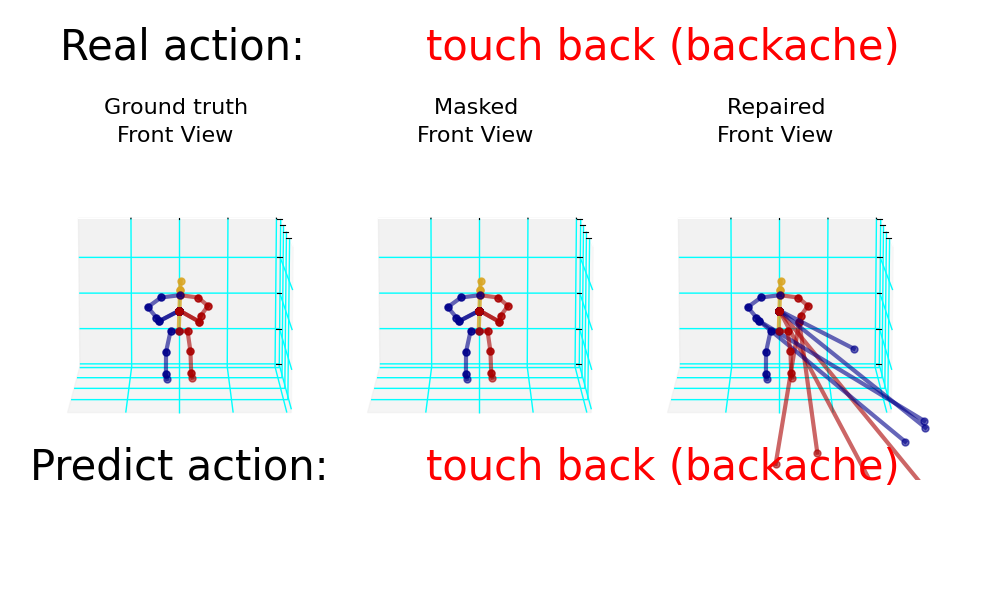 Real action: touch back (backache)
Ground truth Masked Repaired
Front View Front View Front View
Predict action: touch back (backache)